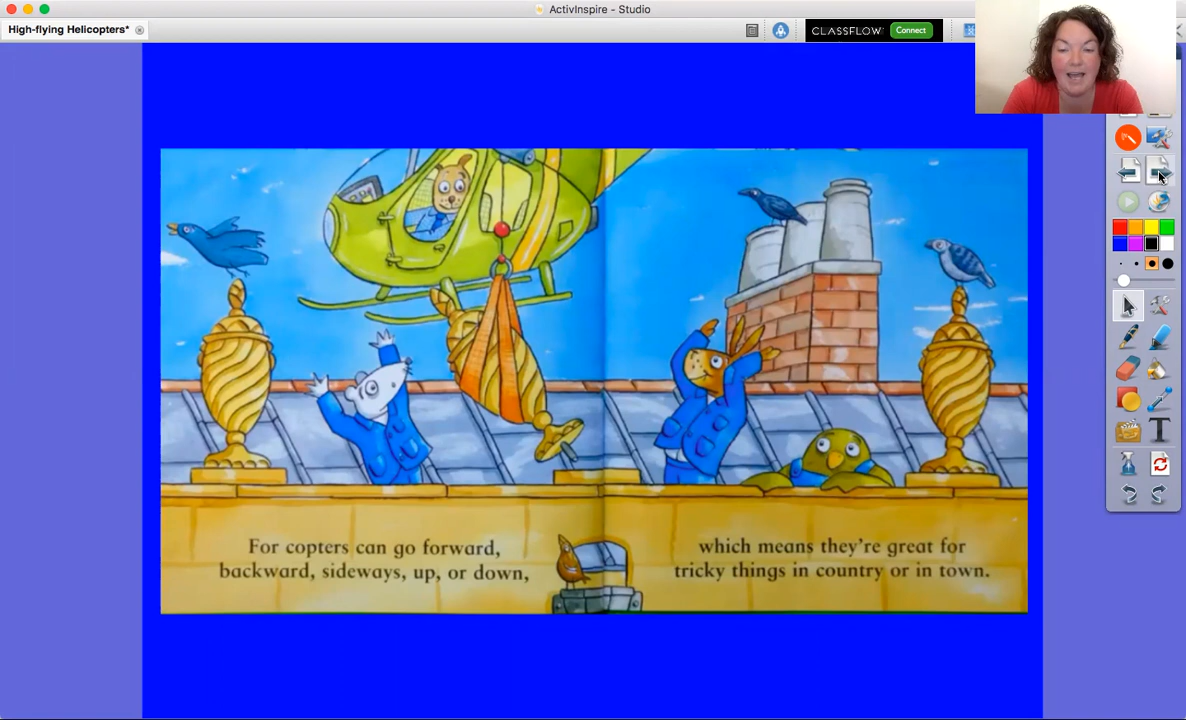 ActivInspire - Studio
High-flying Helicopters*
CLASSFLOW
Connect
For copters can go forward,
backward, sideways, up, or down,
which means they're great for
tricky things in country or in town.
T